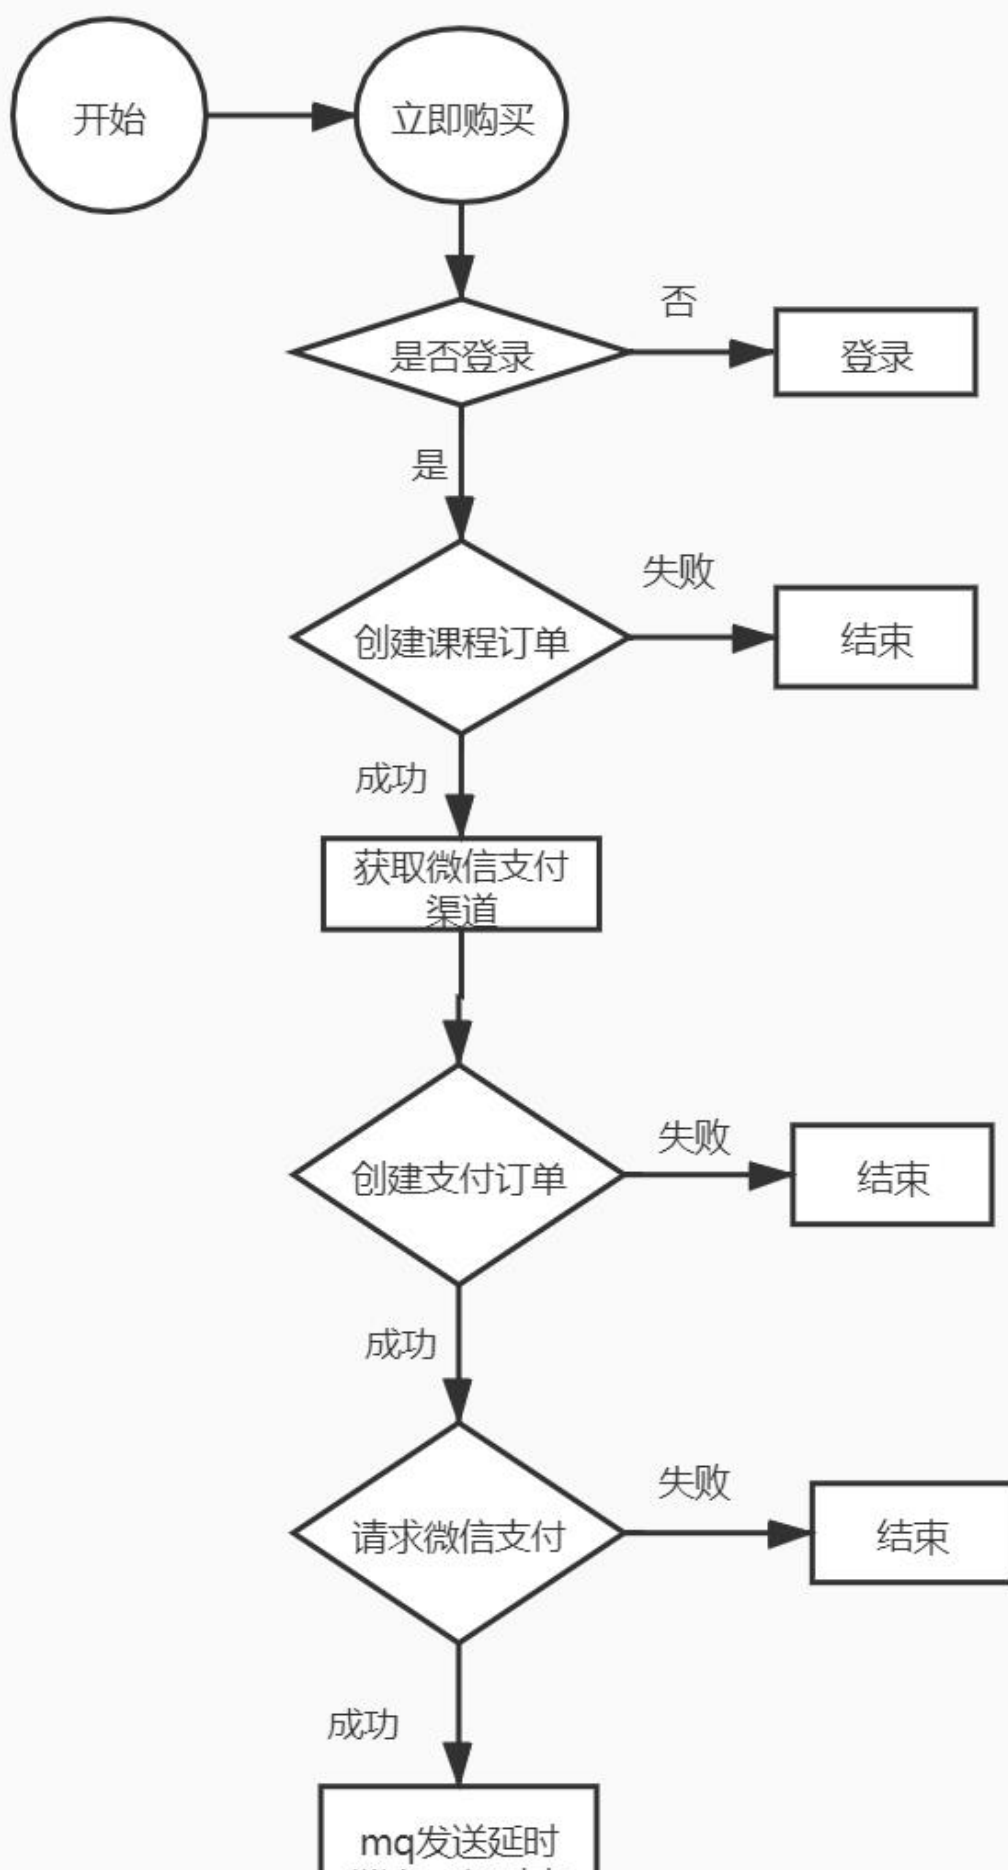 开始
立即购买
是否登录
否
登录
是
创建课程订单
失败
结束
成功
获取微信支付
渠道
创建支付订单
失败
结束
成功
请求微信支付
失败
结束
成功
mq发送延时